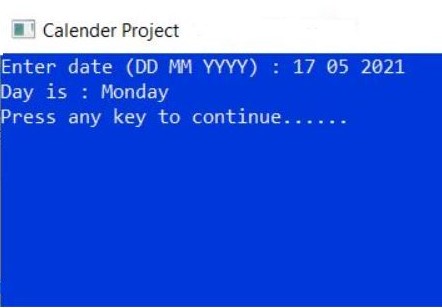 Calender Project
Enter date (DD MM YYYY) : 17 05 2021
Day is : Monday
Press any key to continue......